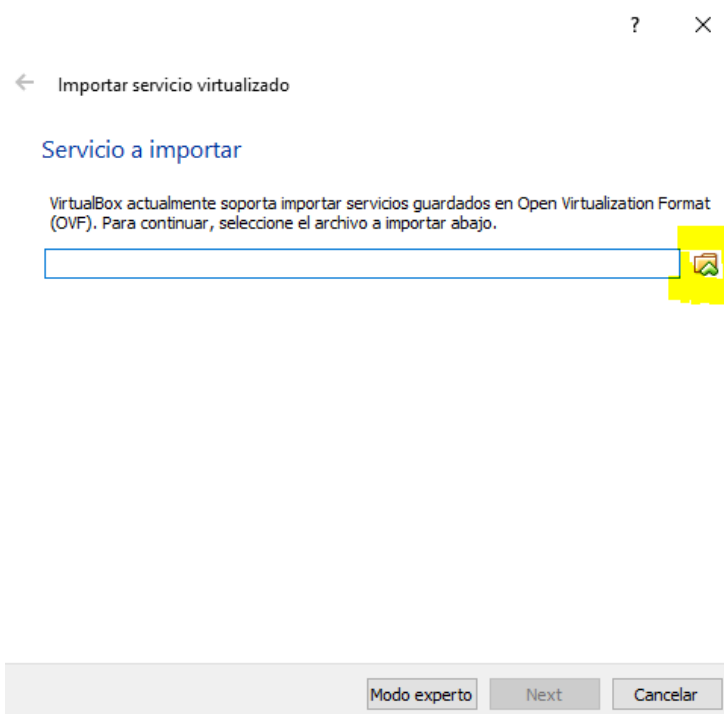 ?
Importar servicio virtualizado
Servicio a importar
VirtualBox actualmente soporta importar servicios guardados en Open Virtualization Format
(OVF). Para continuar, seleccione el archivo a importar abajo.
Modo experto Next Cancelar